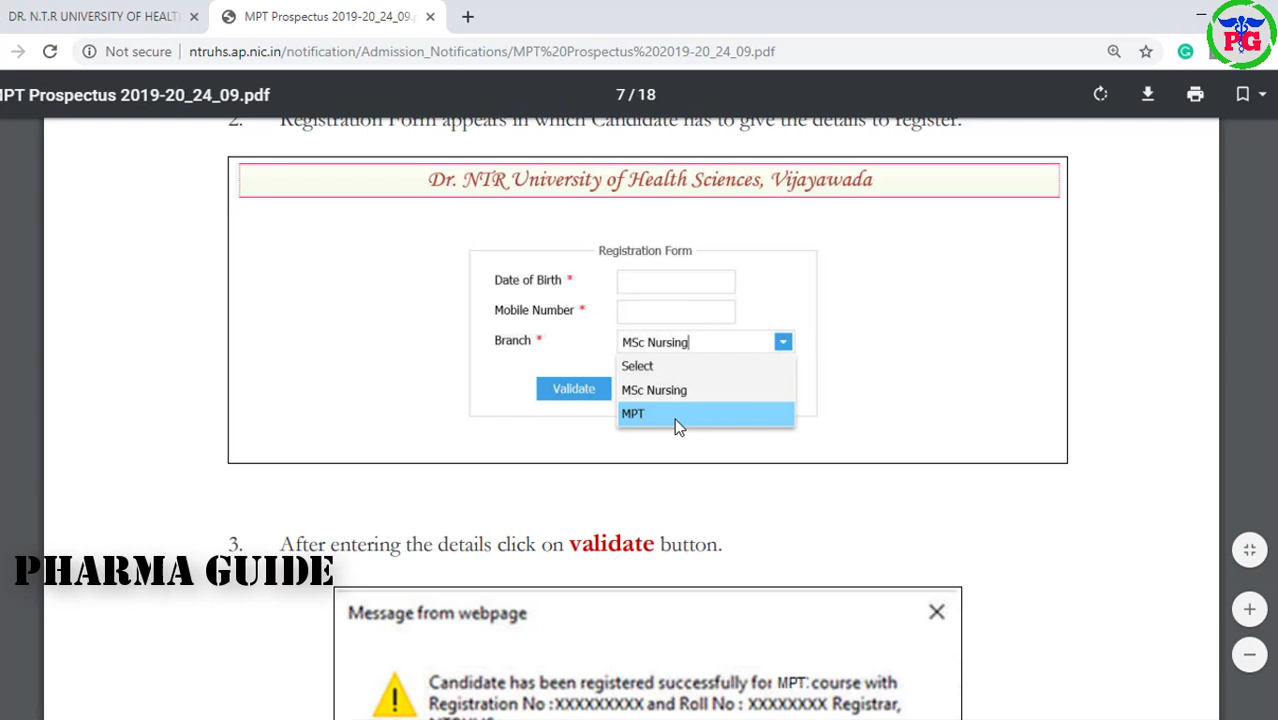 DR. N.T.R UNIVERSITY OF HEALT
MPT Prospectus 2019-20_24_09.
PG
Not secure
ntruhs.ap.nic.in/notification/Admission_Notifications/MPT%20Prospectus%202019-20_24_09.pdf
MPT Prospectus 2019-20_24_09.pdf
7 / 18
2. Registration Form appears in which Candidate has to give the details to register.
Dr. NTR University of Health Sciences, Vijayawada
Registration Form
Date of Birth *
Mobile Number *
Branch * MSc Nursing
Select
Validate
MSc Nursing
MPT
3. After entering the details click on validate button.
PHARMA GUIDE
Message from webpage
Candidate has been registered successfully for MPT course with
Registration No :XXXXXXXXX and Roll No : XXXXXXXX Registrar,